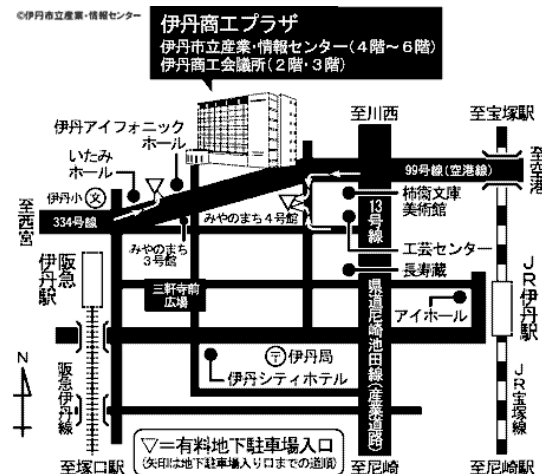 ©伊丹市立産業・情報センター
伊丹商工プラザ
伊丹市立産業・情報センター(4階～6階)
伊丹商工会議所(2階・3階)
至川西
至宝塚駅
伊丹アイフォニック
ホール
いたみ
ホール
伊丹小
文
至西宮
334号線
99号線(空港線)
至空港
みやのまち4号館
みやのまち
3号館
13号線
柿衞文庫
美術館
工芸センター
長寿蔵
阪急
伊丹駅
三軒寺前
広場
県道尼崎池田線(産業道路)
アイホール
JR伊丹駅
〒伊丹局
伊丹シティホテル
N
阪急伊丹線
JR宝塚線
▽=有料地下駐車場入口
(矢印は地下駐車場入り口までの道順)
至塚口駅
至尼崎
至尼崎駅